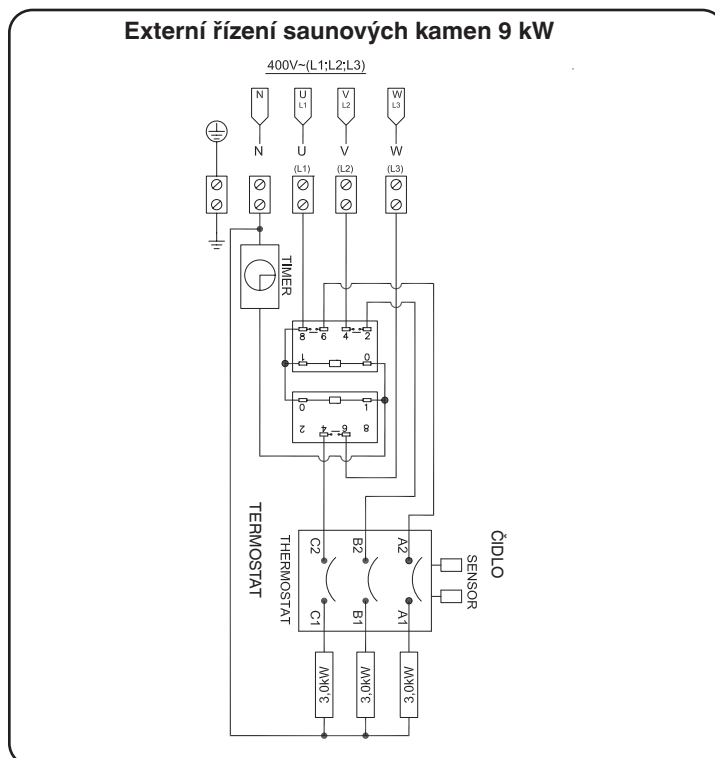 Externí řízení saunových kamen 9 kW
400V~(L1;L2;L3)
N
U
L1
V
L2
W
L3
N
U
V
W
(L1)
(L2)
(L3)
TIMER
8
6
4
2
1
0
0
1
2
4
6
8
TERMOSTAT
THERMOSTAT
C2
B2
A2
C1
B1
A1
ČIDLO
SENSOR
3,0kW
3,0kW
3,0kW